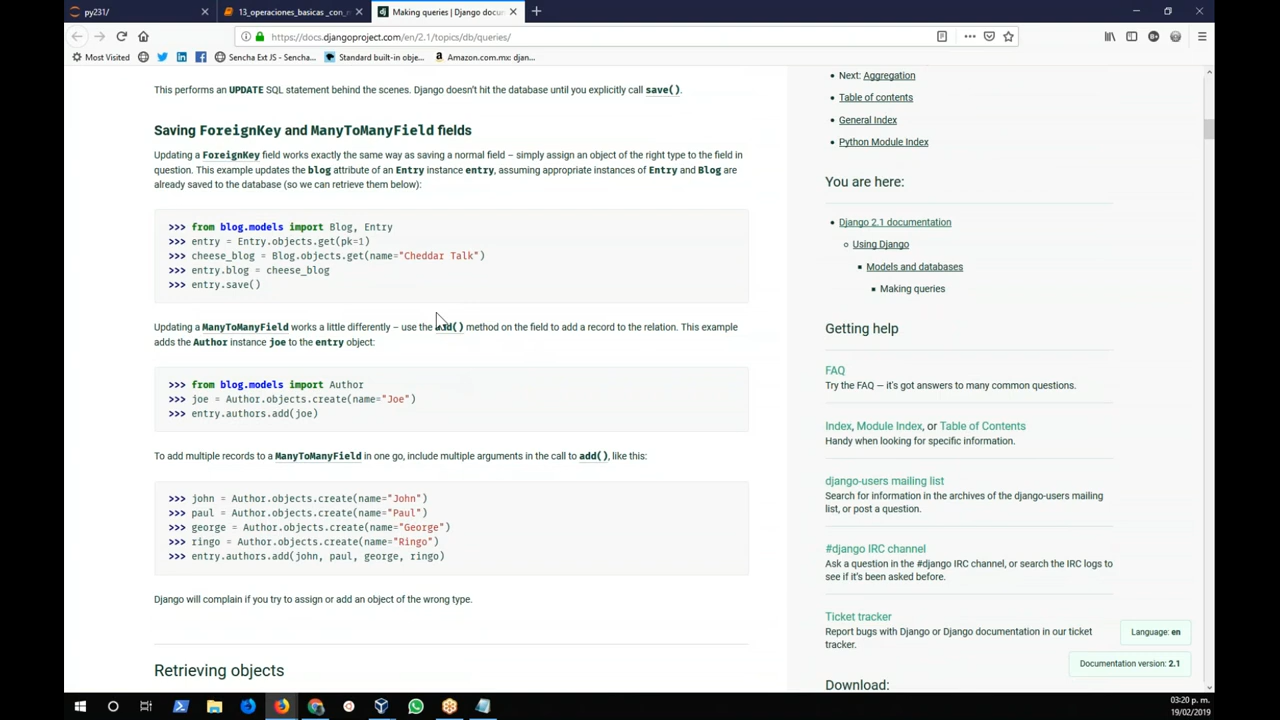 py231/
13_operaciones_basicas _con_m
Making queries | Django docum
https://docs.djangoproject.com/en/2.1/topics/db/queries/
Most Visited
Sencha Ext JS - Sencha...
Standard built-in obje...
Amazon.com.mx: djan...
This performs an UPDATE SQL statement behind the scenes. Django doesn't hit the database until you explicitly call save().
Saving ForeignKey and ManyToManyField fields
Updating a ForeignKey field works exactly the same way as saving a normal field – simply assign an object of the right type to the field in
question. This example updates the blog attribute of an Entry instance entry, assuming appropriate instances of Entry and Blog are
already saved to the database (so we can retrieve them below):
>>> from blog.models import Blog, Entry
>>> entry = Entry.objects.get(pk=1)
>>> cheese_blog = Blog.objects.get(name="Cheddar Talk")
>>> entry.blog = cheese_blog
>>> entry.save()
Updating a ManyToManyField works a little differently – use the add() method on the field to add a record to the relation. This example
adds the Author instance joe to the entry object:
>>> from blog.models import Author
>>> joe = Author.objects.create(name="Joe")
>>> entry.authors.add(joe)
To add multiple records to a ManyToManyField in one go, include multiple arguments in the call to add(), like this:
>>> john = Author.objects.create(name="John")
>>> paul = Author.objects.create(name="Paul")
>>> george = Author.objects.create(name="George")
>>> ringo = Author.objects.create(name="Ringo")
>>> entry.authors.add(john, paul, george, ringo)
Django will complain if you try to assign or add an object of the wrong type.
Retrieving objects
Next: Aggregation
Table of contents
General Index
Python Module Index
You are here:
Django 2.1 documentation
Using Django
Models and databases
Making queries
Getting help
FAQ
Try the FAQ — it's got answers to many common questions.
Index, Module Index, or Table of Contents
Handy when looking for specific information.
django-users mailing list
Search for information in the archives of the django-users mailing
list, or post a question.
#django IRC channel
Ask a question in the #django IRC channel, or search the IRC logs to
see if it's been asked before.
Ticket tracker
Report bugs with Django or Django documentation in our ticket
tracker.
Download:
Language: en
Documentation version: 2.1
03:20 p. m.
19/02/2019